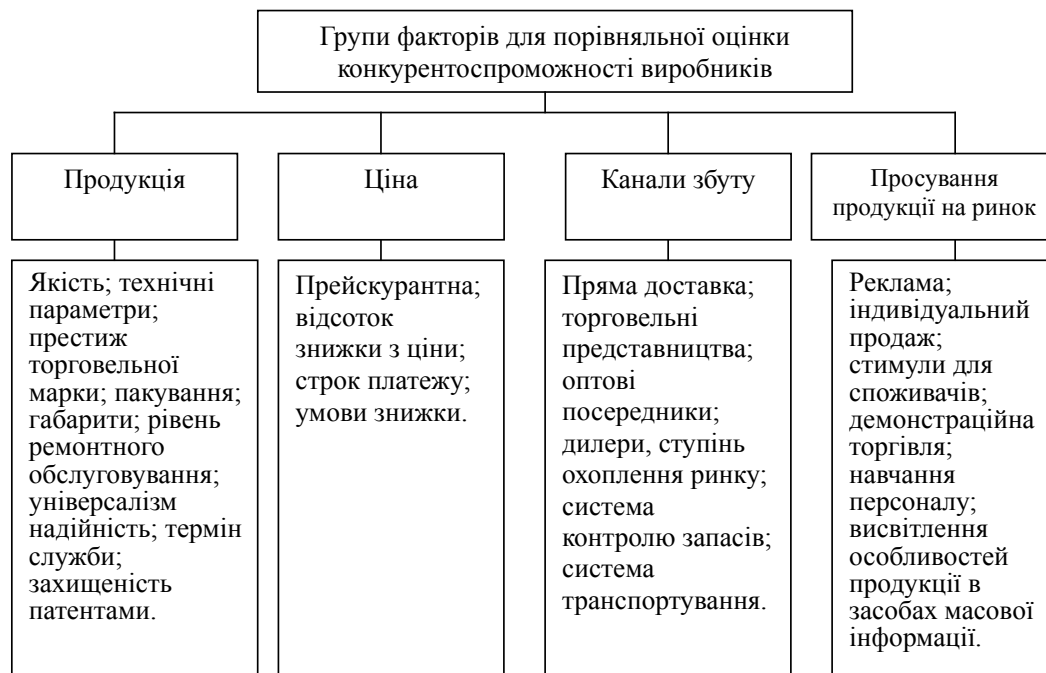 Групи факторів для порівняльної оцінки
конкурентоспроможності виробників
Продукція
Ціна
Канали збуту
Просування
продукції на ринок
Якість; технічні
параметри;
престиж
торговельної
марки; пакування;
габарити; рівень
ремонтного
обслуговування;
універсалізм
надійність; термін
служби;
захищеність
патентами.
Прейскурантна;
відсоток
знижки з ціни;
строк платежу;
умови знижки.
Пряма доставка;
торговельні
представництва;
оптові
посередники;
дилери, ступінь
охоплення ринку;
система
контролю запасів;
система
транспортування.
Реклама;
індивідуальний
продаж;
стимули для
споживачів;
демонстраційна
торгівля;
навчання
персоналу;
висвітлення
особливостей
продукції в
засобах масової
інформації.